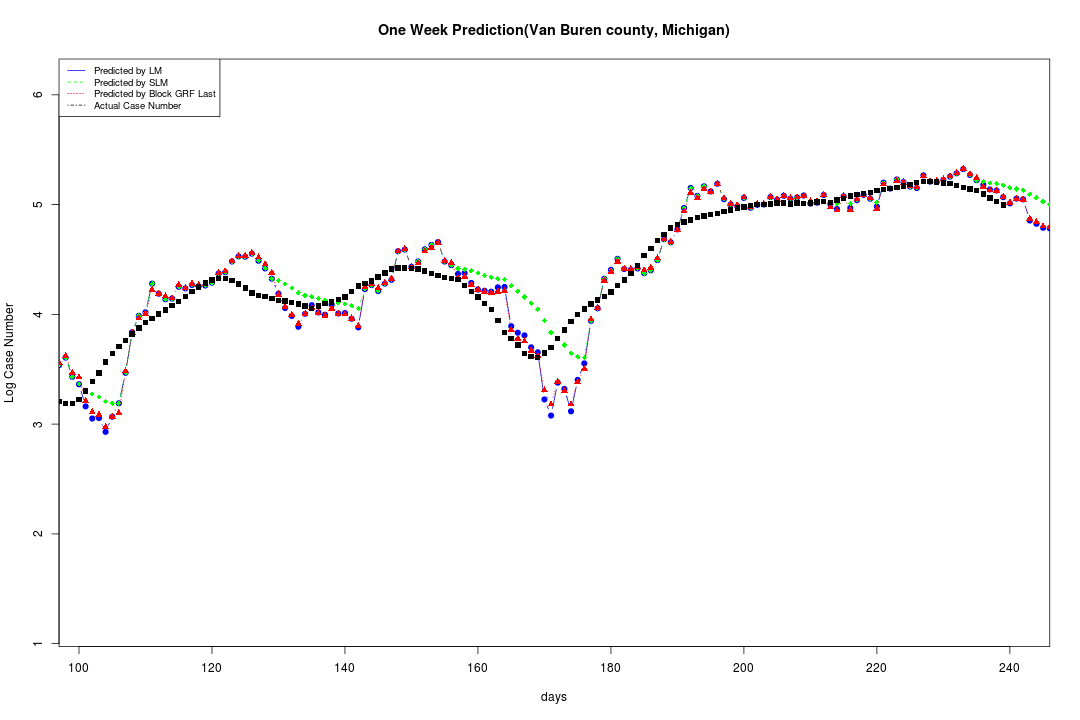 One Week Prediction(Van Buren county, Michigan)
Predicted by LM
Predicted by SLM
Predicted by Block GRF Last
Actual Case Number
6
5
4
3
2
1
Log Case Number
100 120 140 160 180 200 220 240
days